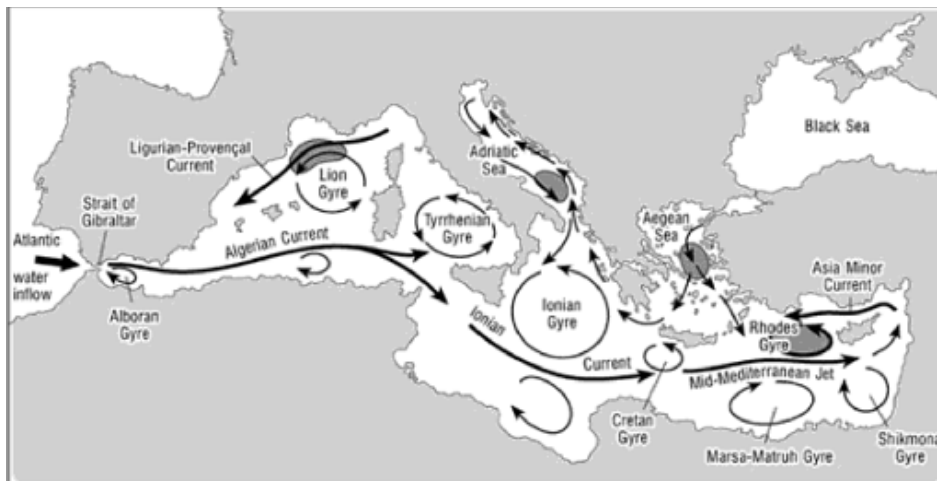 Black Sea
Ligurian-Provençal
Current
Adriatic
Sea
Lion
Gyre
Strait of
Gibraltar
Tyrrhenian
Gyre
Aegean
Sea
Atlantic
water
inflow
Algerian Current
Asia Minor
Current
Alboran
Gyre
Ionian
Gyre
Ionian
Current
Rhodes
Gyre
Mid-Mediterranean Jet
Cretan
Gyre
Marsa-Matruh Gyre
Shikmona
Gyre